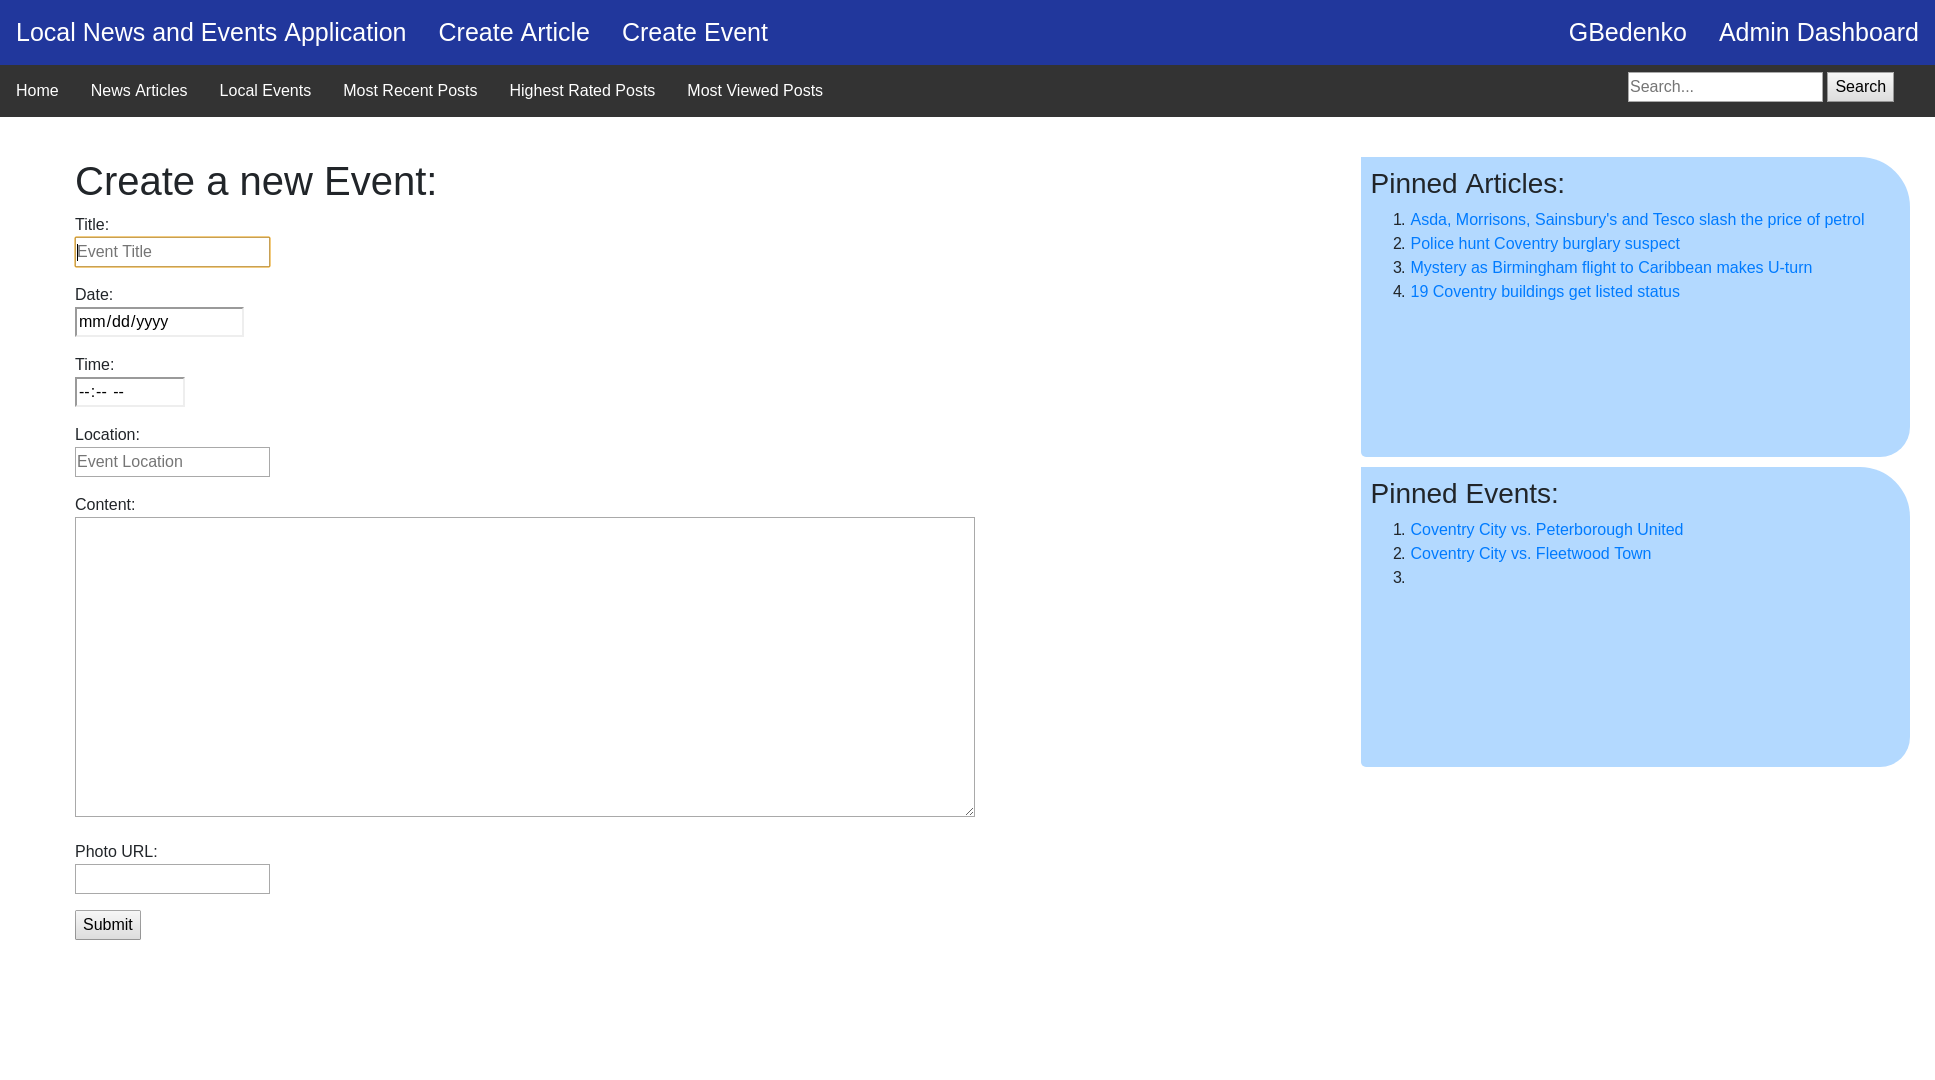 Local News and Events Application Create Article Create Event GBedenko Admin Dashboard
Home News Articles Local Events Most Recent Posts Highest Rated Posts Most Viewed Posts Search... Search
Create a new Event:
Title:
Event Title
Date:
mm/dd/yyyy
Time:
--:-- --
Location:
Event Location
Content:
Photo URL:
Submit
Pinned Articles:
1. Asda, Morrisons, Sainsbury's and Tesco slash the price of petrol
2. Police hunt Coventry burglary suspect
3. Mystery as Birmingham flight to Caribbean makes U-turn
4. 19 Coventry buildings get listed status
Pinned Events:
1. Coventry City vs. Peterborough United
2. Coventry City vs. Fleetwood Town
3.